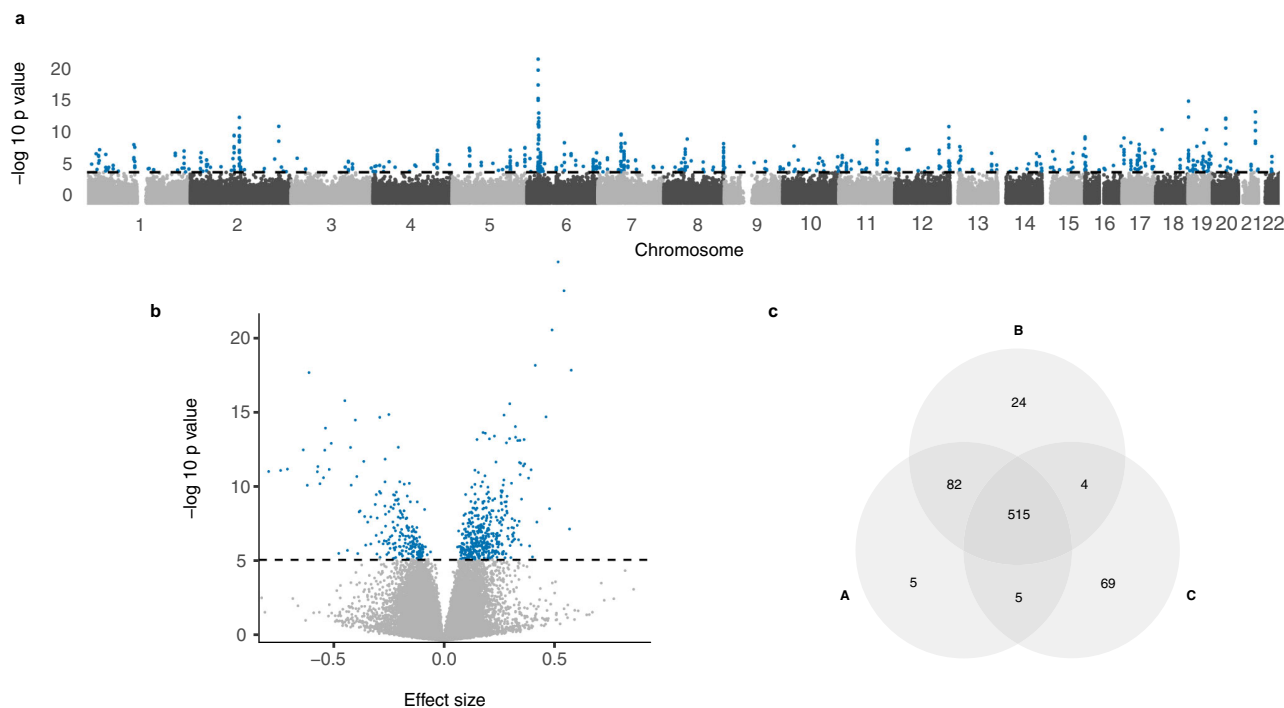 a
−log 10 p value
20
15
10
5
0
1 2 3 4 5 6 7 8 9 10 11 12 13 14 15 16 17 18 19 20 21 22
Chromosome
b
−log 10 p value
20
15
10
5
0
−0.5 0.0 0.5
Effect size
c
B
24
82 4
515
5 69
A 5 C